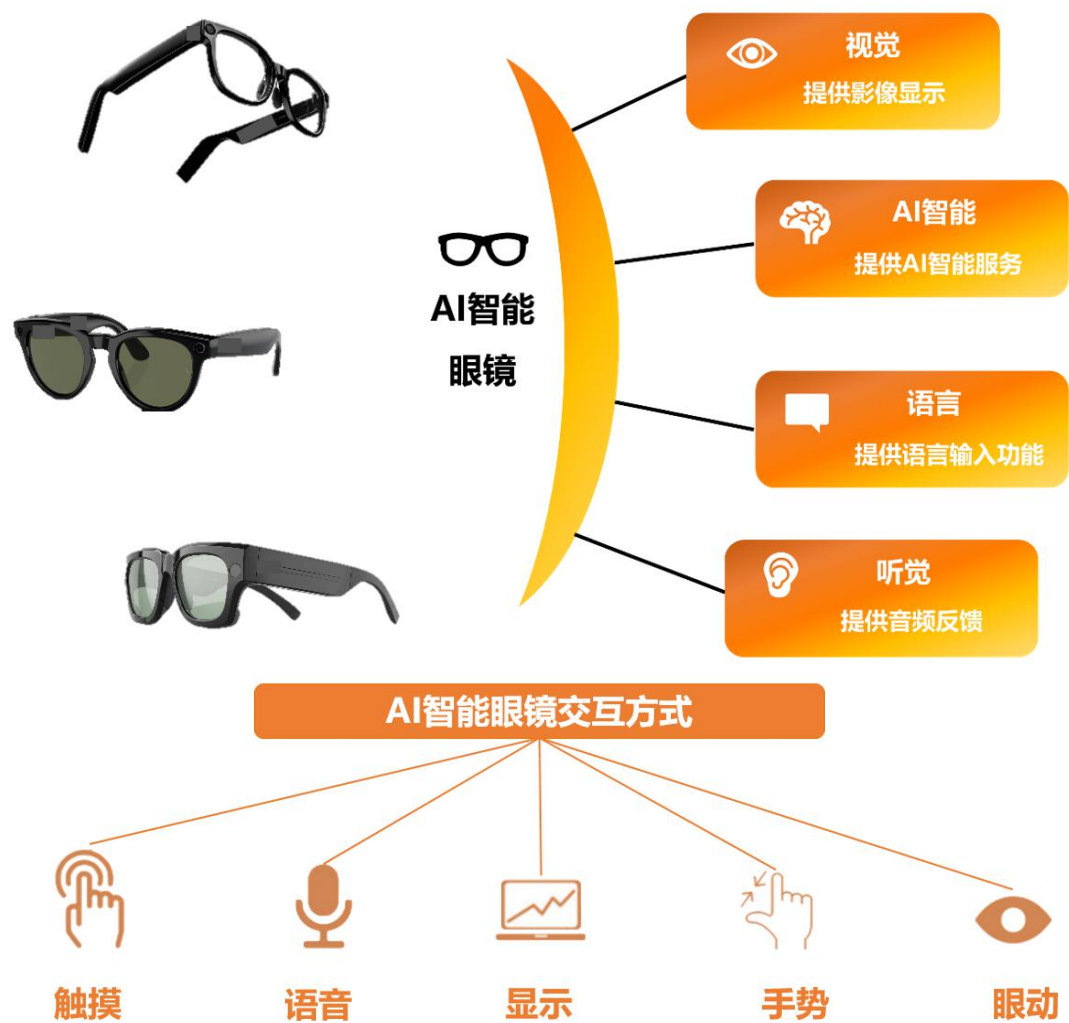 视觉
提供影像显示
AI智能
提供AI智能服务
AI智能
眼镜
语言
提供语言输入功能
听觉
提供音频反馈
AI智能眼镜交互方式
触摸
语音
显示
手势
眼动